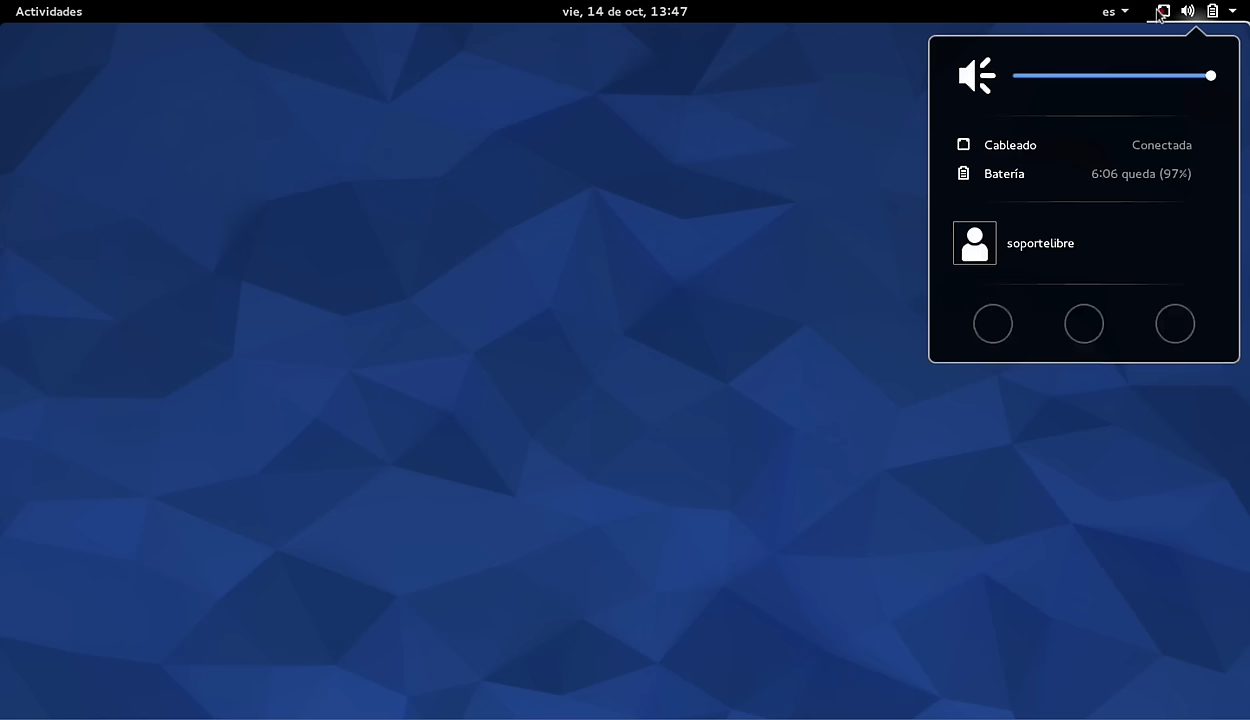 Actividades
vie, 14 de oct, 13:47
es
Cableado
Conectada
Batería
6:06 queda (97%)
soportelibre